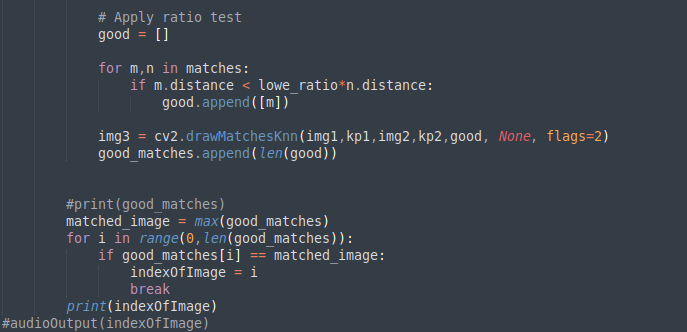 # Apply ratio test
good = []
for m,n in matches:
if m.distance < lowe_ratio*n.distance:
good.append([m])
img3 = cv2.drawMatchesKnn(img1,kp1,img2,kp2,good, None, flags=2)
good_matches.append(len(good))
#print(good_matches)
matched_image = max(good_matches)
for i in range(0,len(good_matches)):
if good_matches[i] == matched_image:
indexOfImage = i
break
print(indexOfImage)
#audioOutput(indexOfImage)